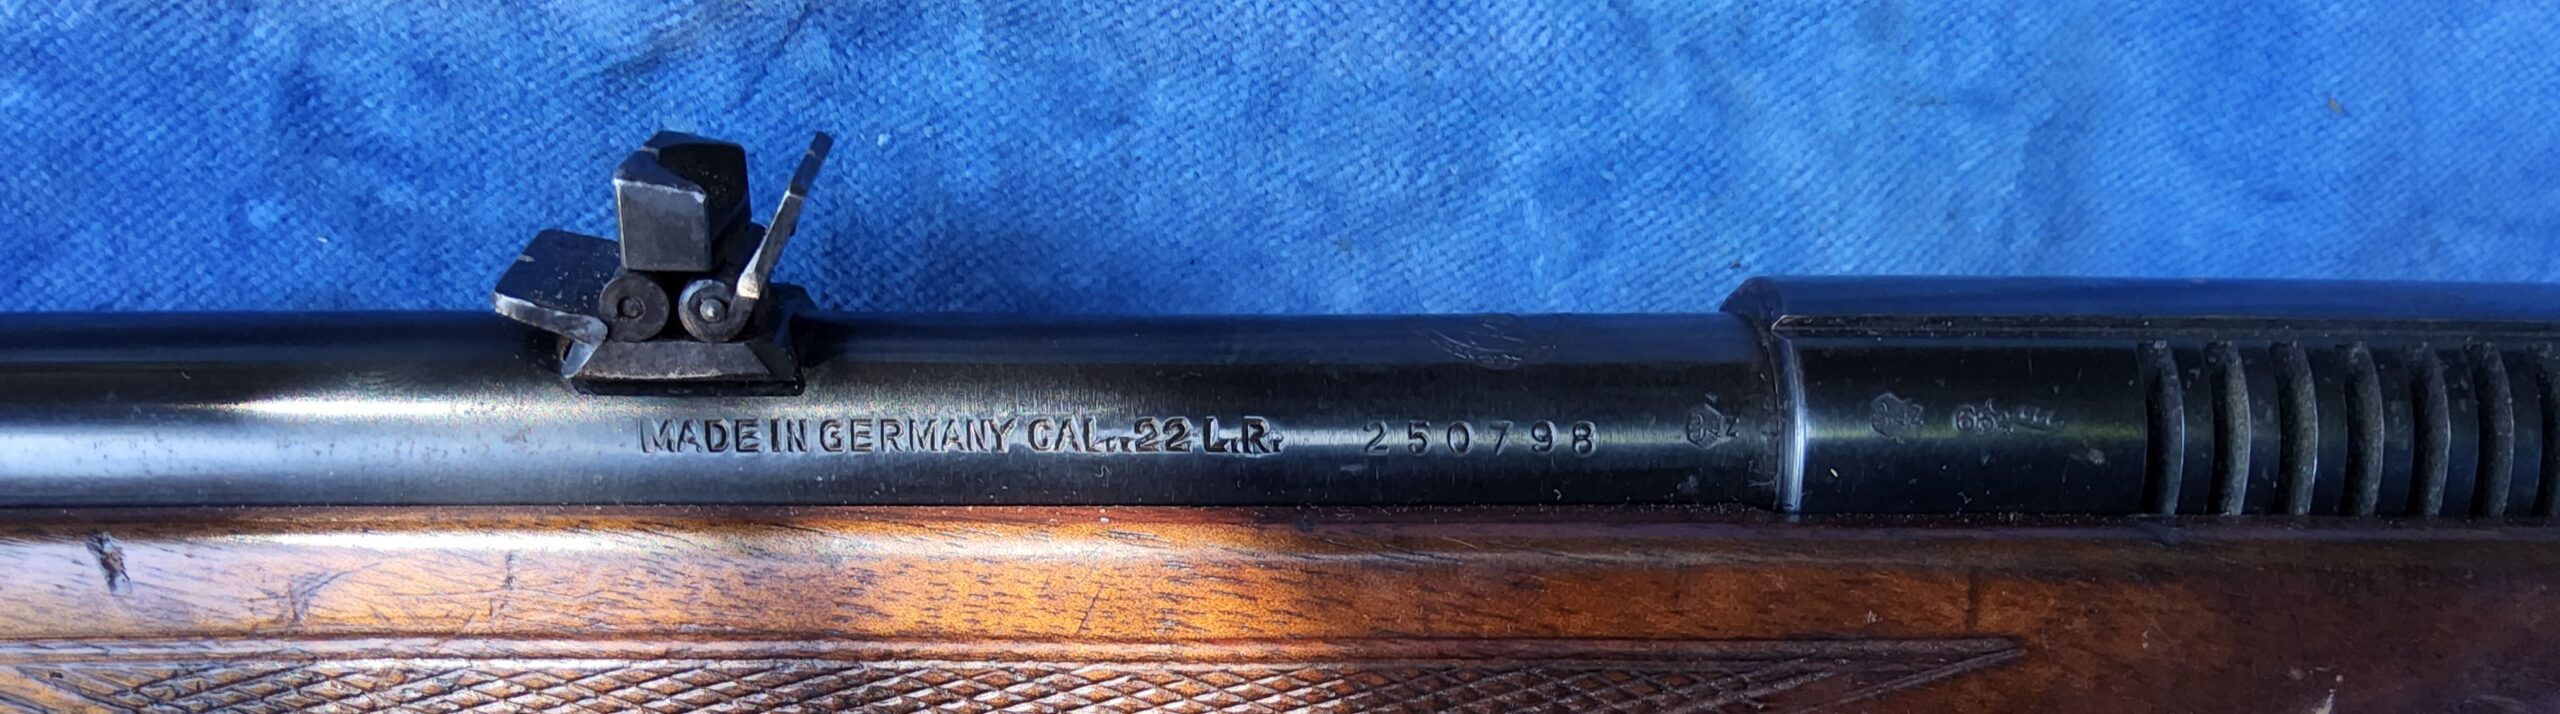 MADE IN GERMANY CAL..22 L.R. 250798